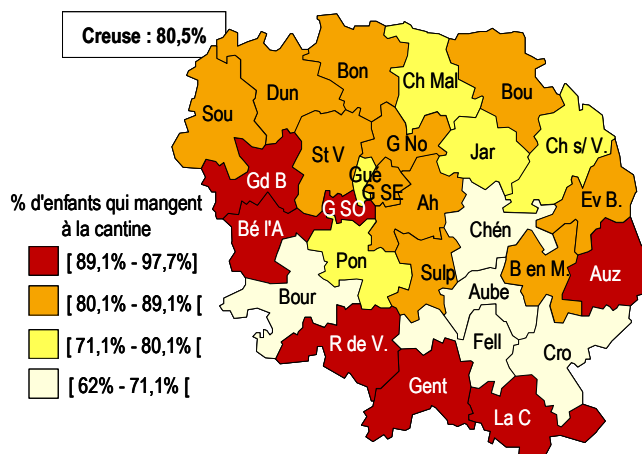 Creuse : 80,5%
Bon
Ch Mal
Dun
Bou
Sou
G No
St V
Jar
Ch s/ V.
Gué
Gd B
G SE
Ah
Ev B.
G SO
Chén
Bé l'A
Pon
Sulp
B en M.
Auz
Bour
Aube
R de V.
Fell
Cro
Gent
La C
% d'enfants qui mangent
à la cantine
[ 89,1% - 97,7%]
[ 80,1% - 89,1% [
[ 71,1% - 80,1% [
[ 62% - 71,1% [